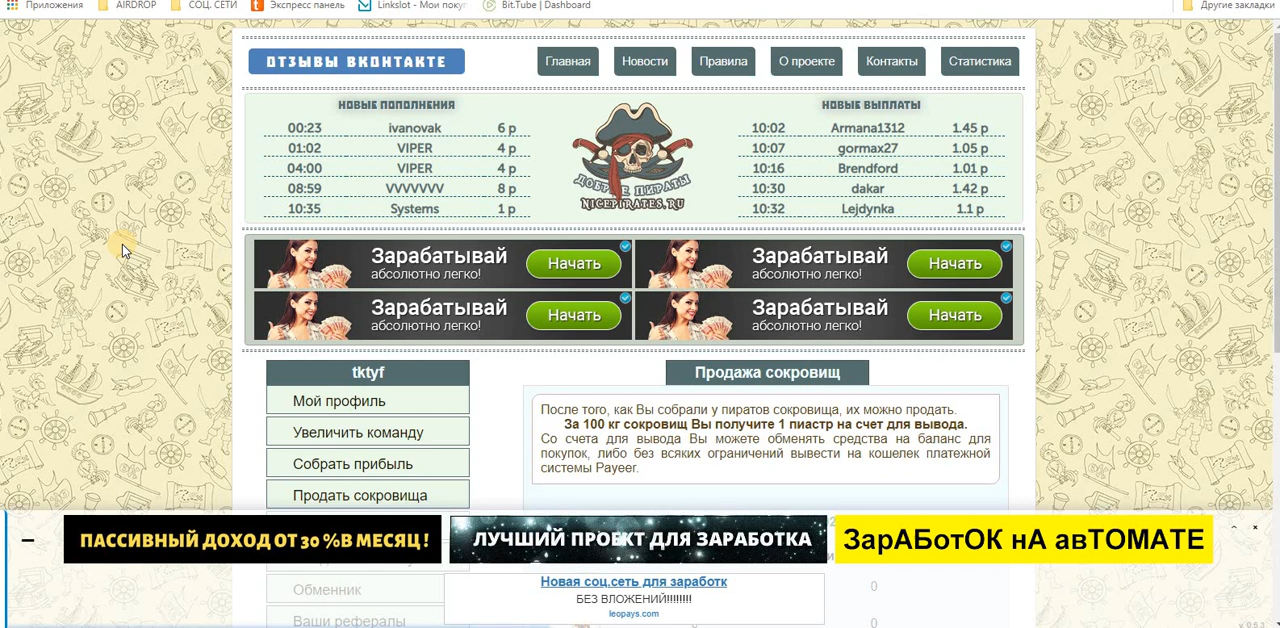 Приложения AIRDROP СОЦ. СЕТИ Экспресс панель Linkslot - Мои покуп Bit.Tube | Dashboard Другие закладки
ОТЗЫВЫ ВКОНТАКТЕ
Главная Новости Правила О проекте Контакты Статистика
НОВЫЕ ПОПОЛНЕНИЯ
00:23 ivanovak 6 р
01:02 VIPER 4 р
04:00 VIPER 4 р
08:59 VVVVVVV 8 р
10:35 Systems 1 р
ДОБРЫЕ ПИРАТЫ
NICEPIRATES.RU
НОВЫЕ ВЫПЛАТЫ
10:02 Armana1312 1.45 р
10:07 gormax27 1.05 р
10:16 Brendford 1.01 р
10:30 dakar 1.42 р
10:32 Lejdynka 1.1 р
Зарабатывай
абсолютно легко!
Начать
Зарабатывай
абсолютно легко!
Начать
Зарабатывай
абсолютно легко!
Начать
Зарабатывай
абсолютно легко!
Начать
tktyf
Мой профиль
Увеличить команду
Собрать прибыль
Продать сокровища
Продажа сокровищ
После того, как Вы собрали у пиратов сокровища, их можно продать.
За 100 кг сокровищ Вы получите 1 пиастр на счет для вывода.
Со счета для вывода Вы можете обменять средства на баланс для
покупок, либо без всяких ограничений вывести на кошелек платежной
системы Payeer.
ПАССИВНЫЙ ДОХОД ОТ 30 %В МЕСЯЦ!
ЛУЧШИЙ ПРОЕКТ ДЛЯ ЗАРАБОТКА
ЗарАБотОК нА авТОМАТЕ
Обменник
Ваши рефералы
Новая соц.сеть для заработк
БЕЗ ВЛОЖЕНИЙ!!!!!!!!
leopays.com
0
0
v 0.5.3